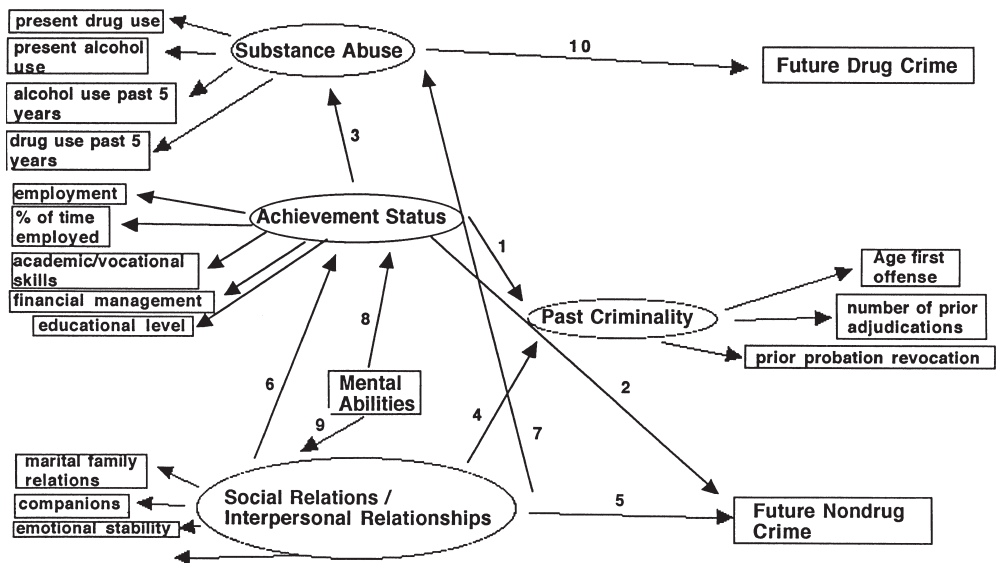 present drug use
present alcohol
use
alcohol use past 5
years
drug use past 5
years
Substance Abuse
10
Future Drug Crime
3
employment
% of time
employed
academic/vocational
skills
financial management
educational level
Achievement Status
1
Age first
offense
number of prior
adjudications
prior probation revocation
Past Criminality
8
6
Mental
Abilities
9
4
2
7
5
marital family
relations
companions
emotional stability
Social Relations /
Interpersonal Relationships
Future Nondrug
Crime